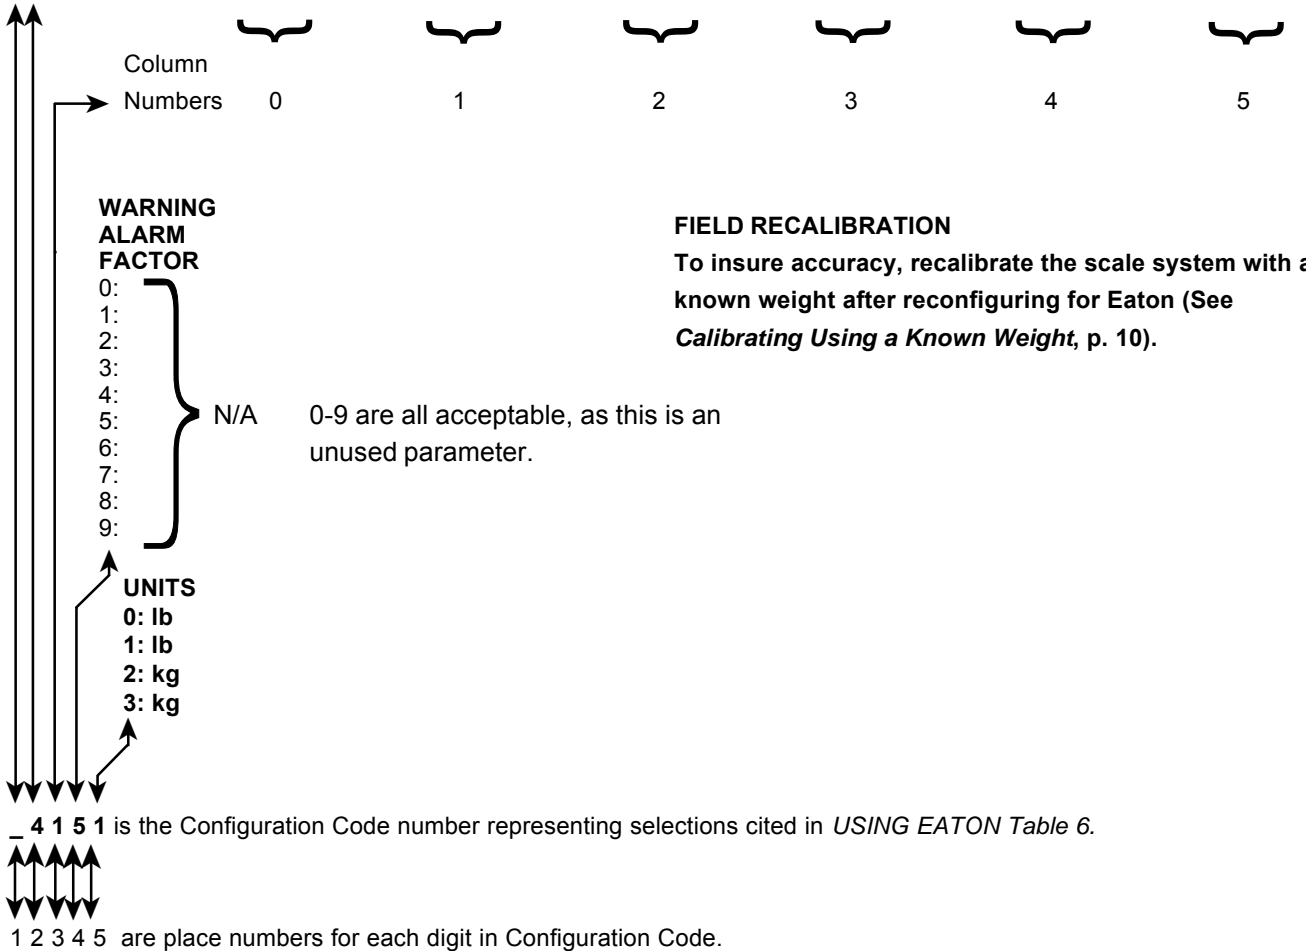 Column
Numbers 0 1 2 3 4 5
WARNING
ALARM
FACTOR
0:
1:
2:
3:
4:
5:
6:
7:
8:
9:
N/A 0-9 are all acceptable, as this is an
unused parameter.
FIELD RECALIBRATION
To insure accuracy, recalibrate the scale system with a
known weight after reconfiguring for Eaton (See
Calibrating Using a Known Weight, p. 10).
UNITS
0: lb
1: lb
2: kg
3: kg
_ 4 1 5 1 is the Configuration Code number representing selections cited in USING EATON Table 6.
1 2 3 4 5 are place numbers for each digit in Configuration Code.